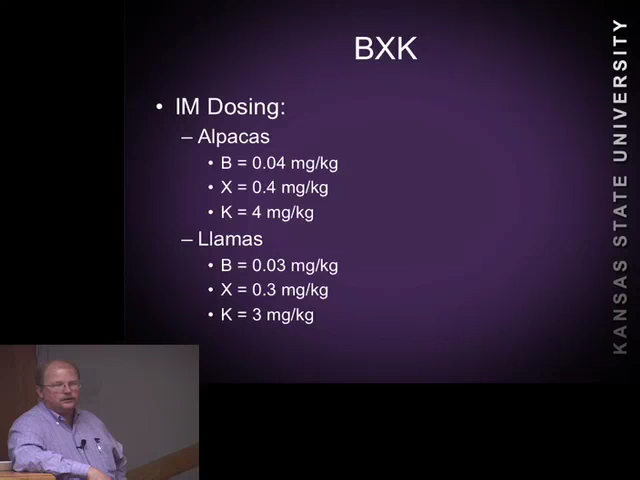 BXK
• IM Dosing:
– Alpacas
• B = 0.04 mg/kg
• X = 0.4 mg/kg
• K = 4 mg/kg
– Llamas
• B = 0.03 mg/kg
• X = 0.3 mg/kg
• K = 3 mg/kg
KANSAS STATE UNIVERSITY